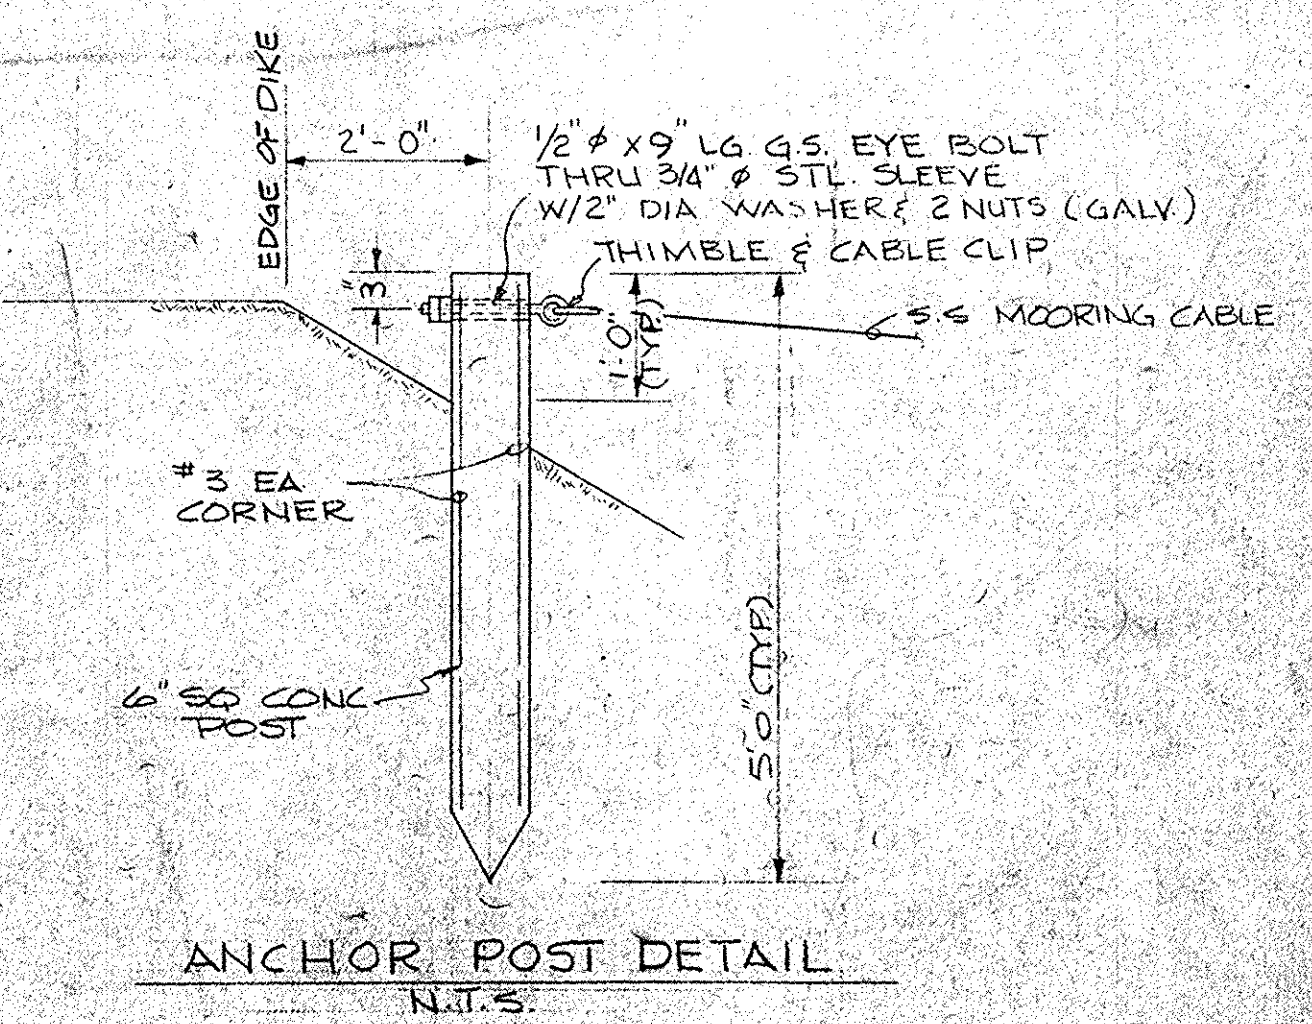 EDGE OF DIKE
2'-0"
1/2" ø x 9" LG G.S. EYE BOLT
THRU 3/4" ø STL. SLEEVE
W/2" DIA WASHER & 2 NUTS (GALV.)
THIMBLE & CABLE CLIP
3"
1'-0"
(TYP.)
S.S MOORING CABLE
#3 EA
CORNER
6" SQ CONC
POST
5'0" (TYP.)
ANCHOR POST DETAIL
N.T.S.